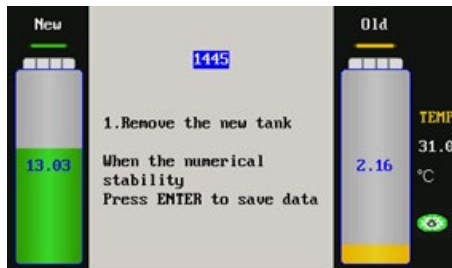 New
Old
1445
1.Remove the new tank
TEMP
31.0
13.03
When the numerical
2.16
°C
stability
Press ENTER to save data